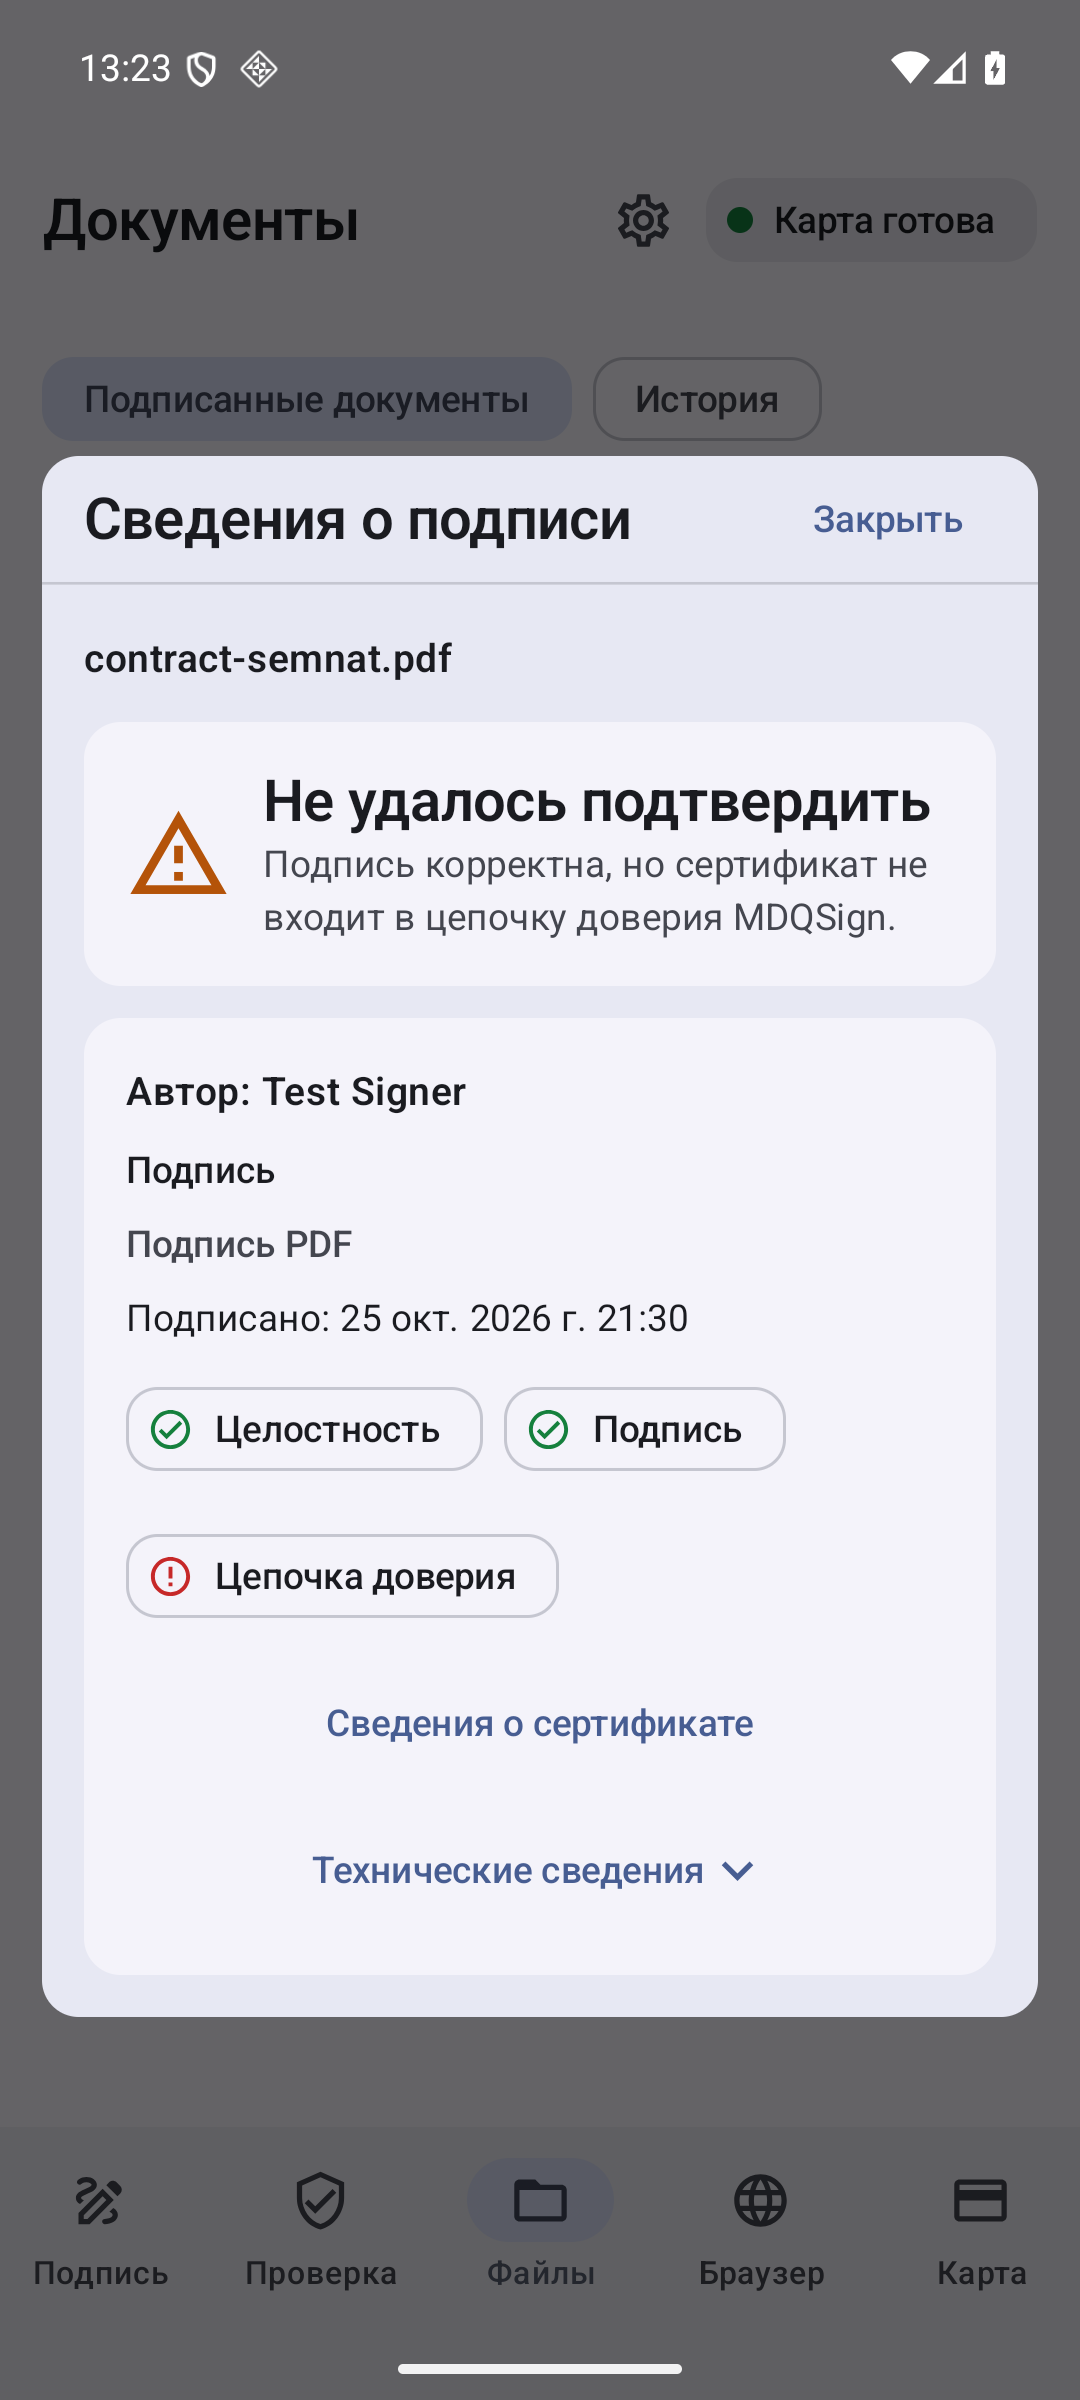 13:23
Документы
Карта готова
Подписанные документы
История
Сведения о подписи
Закрыть
contract-semnat.pdf
Не удалось подтвердить
Подпись корректна, но сертификат не
входит в цепочку доверия MDQSign.
Автор: Test Signer
Подпись
Подпись PDF
Подписано: 25 окт. 2026 г. 21:30
Целостность
Подпись
Цепочка доверия
Сведения о сертификате
Технические сведения
Подпись
Проверка
Файлы
Браузер
Карта